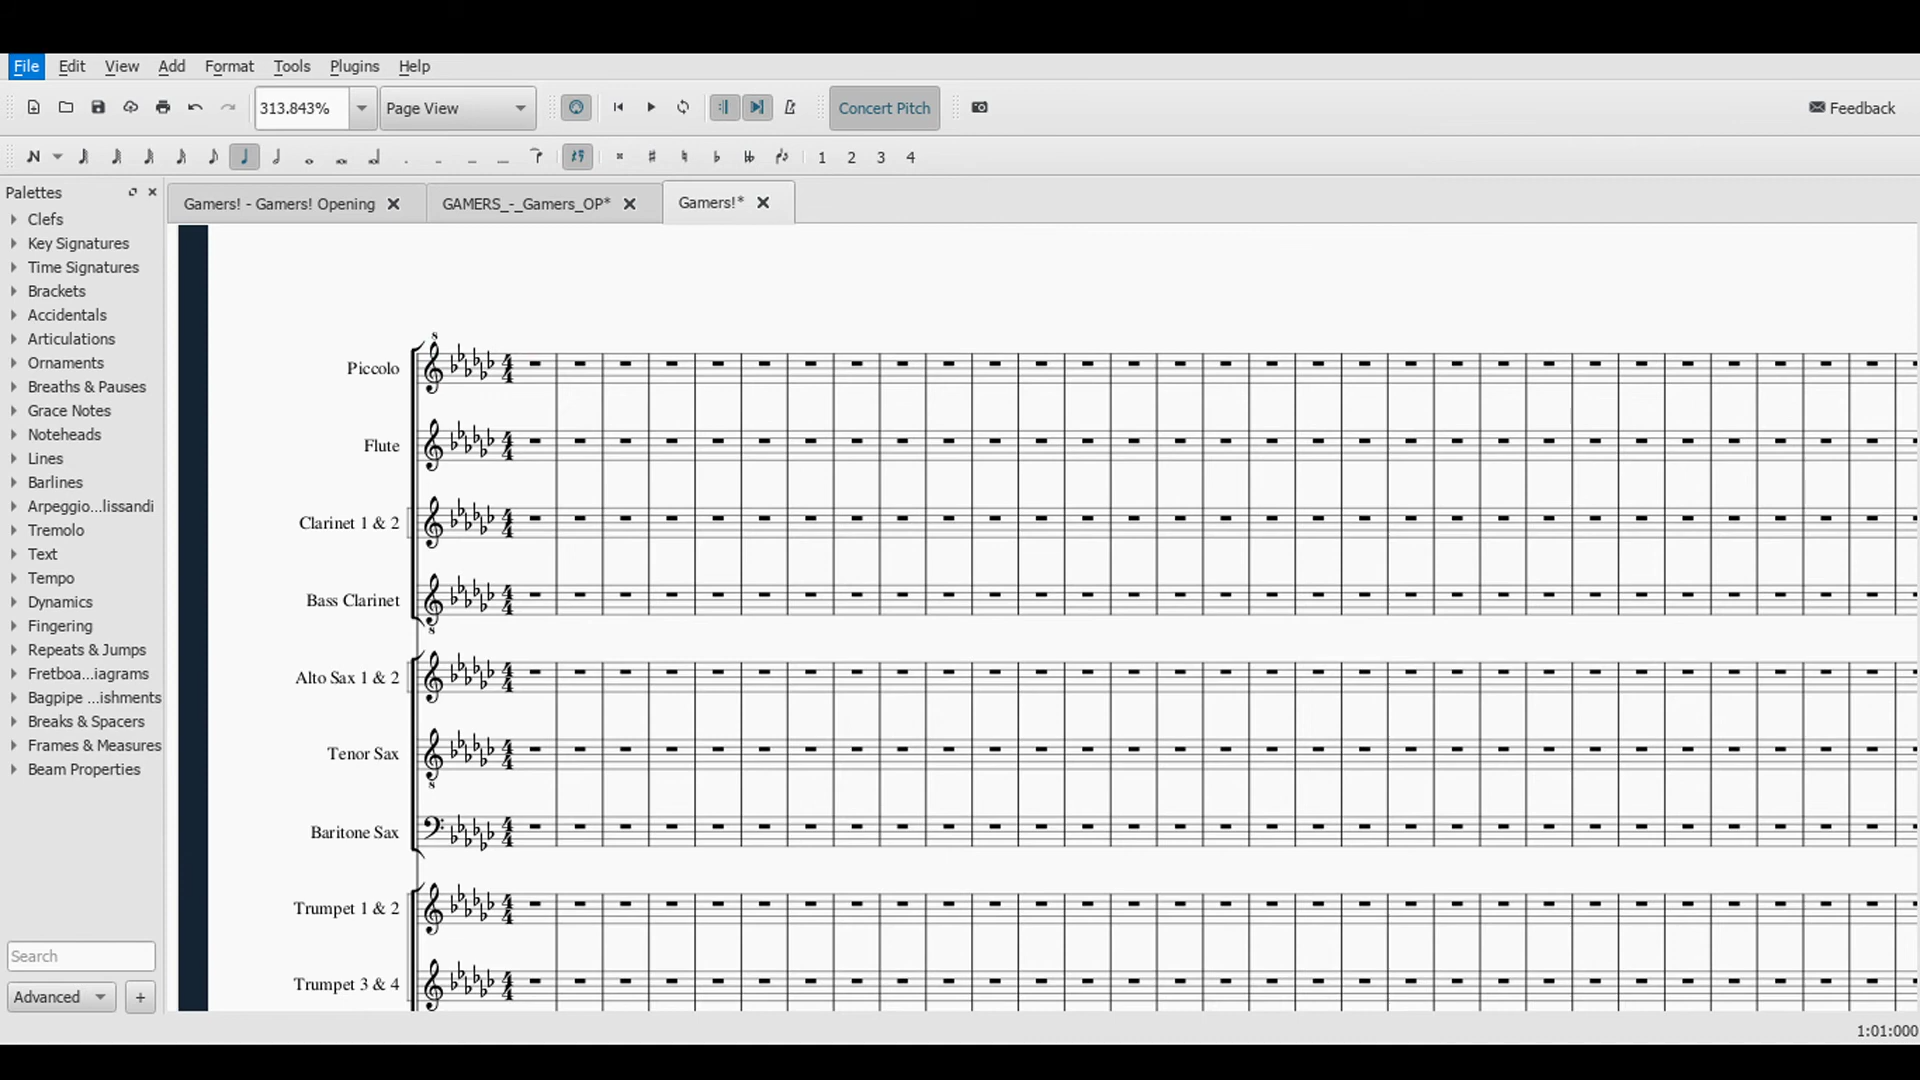 File Edit View Add Format Tools Plugins Help
313.843% Page View Concert Pitch Feedback
1 2 3 4
Palettes
Gamers! - Gamers! Opening GAMERS_-_Gamers_OP* Gamers!*
Clefs
Key Signatures
Time Signatures
Brackets
Accidentals
Articulations
Ornaments
Breaths & Pauses
Grace Notes
Noteheads
Lines
Barlines
Arpeggio...lissandi
Tremolo
Text
Tempo
Dynamics
Fingering
Repeats & Jumps
Fretboa...iagrams
Bagpipe ...ishments
Breaks & Spacers
Frames & Measures
Beam Properties
Search
Advanced +
Piccolo
Flute
Clarinet 1 & 2
Bass Clarinet
Alto Sax 1 & 2
Tenor Sax
Baritone Sax
Trumpet 1 & 2
Trumpet 3 & 4
1:01:000